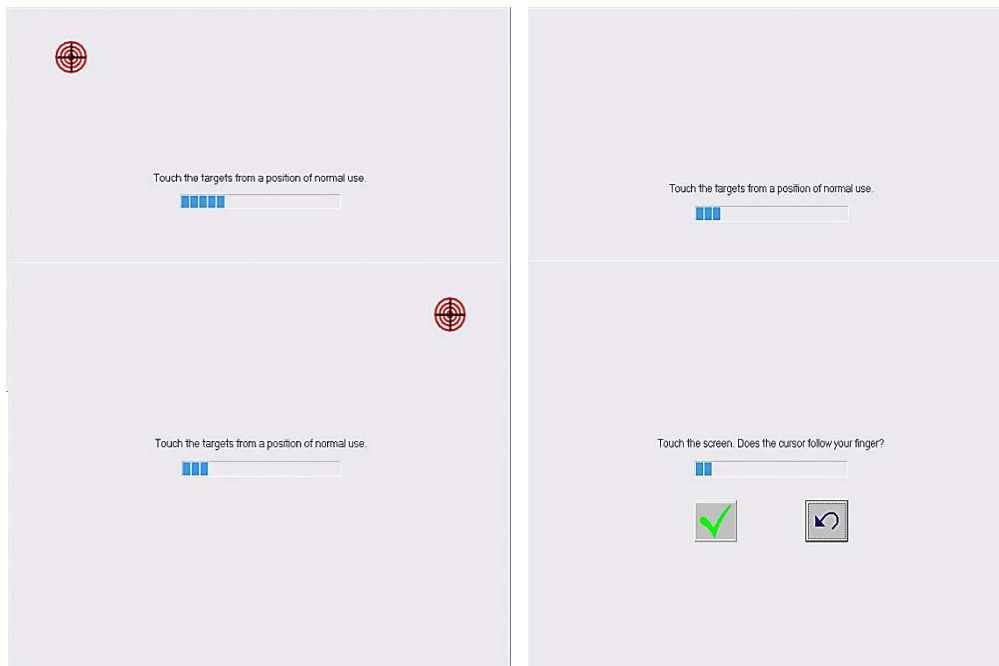 Touch the targets from a position of normal use.
Touch the targets from a position of normal use.
Touch the targets from a position of normal use.
Touch the screen. Does the cursor follow your finger?